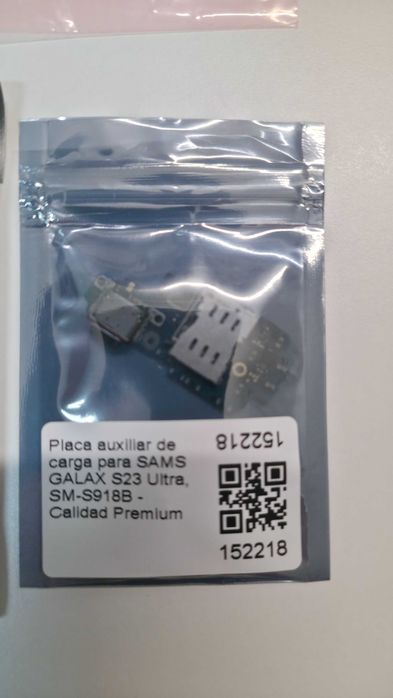 Placa auxiliar de
carga para SAMS
GALAX S23 Ultra,
SM-S918B -
Calidad Premium
152218
152218